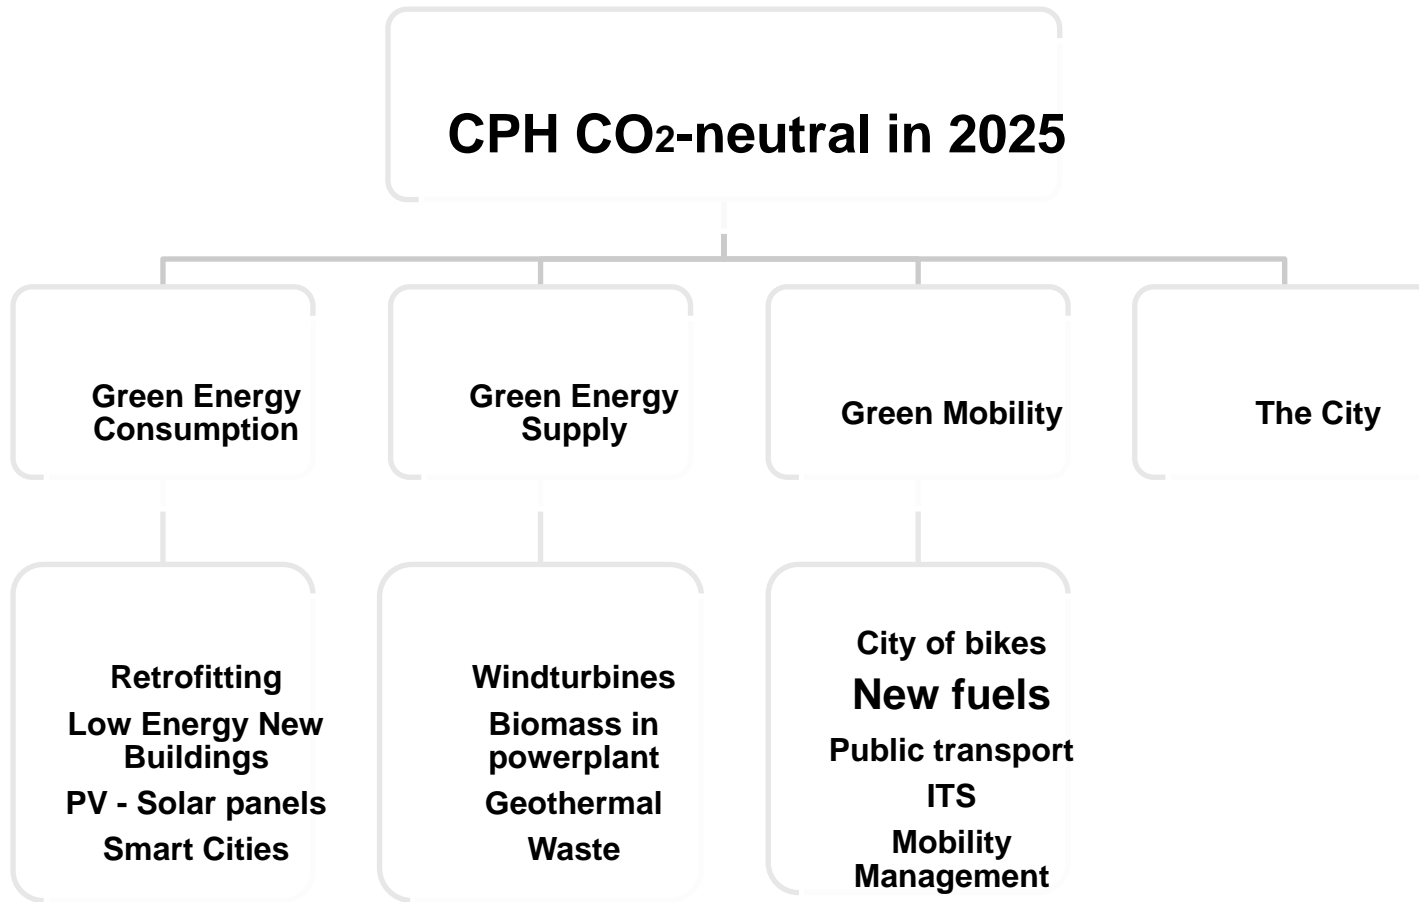 CPH CO2-neutral in 2025
Green Energy
Consumption
Green Energy
Supply
Green Mobility
The City
Retrofitting
Low Energy New
Buildings
PV - Solar panels
Smart Cities
Windturbines
Biomass in
powerplant
Geothermal
Waste
City of bikes
New fuels
Public transport
ITS
Mobility
Management